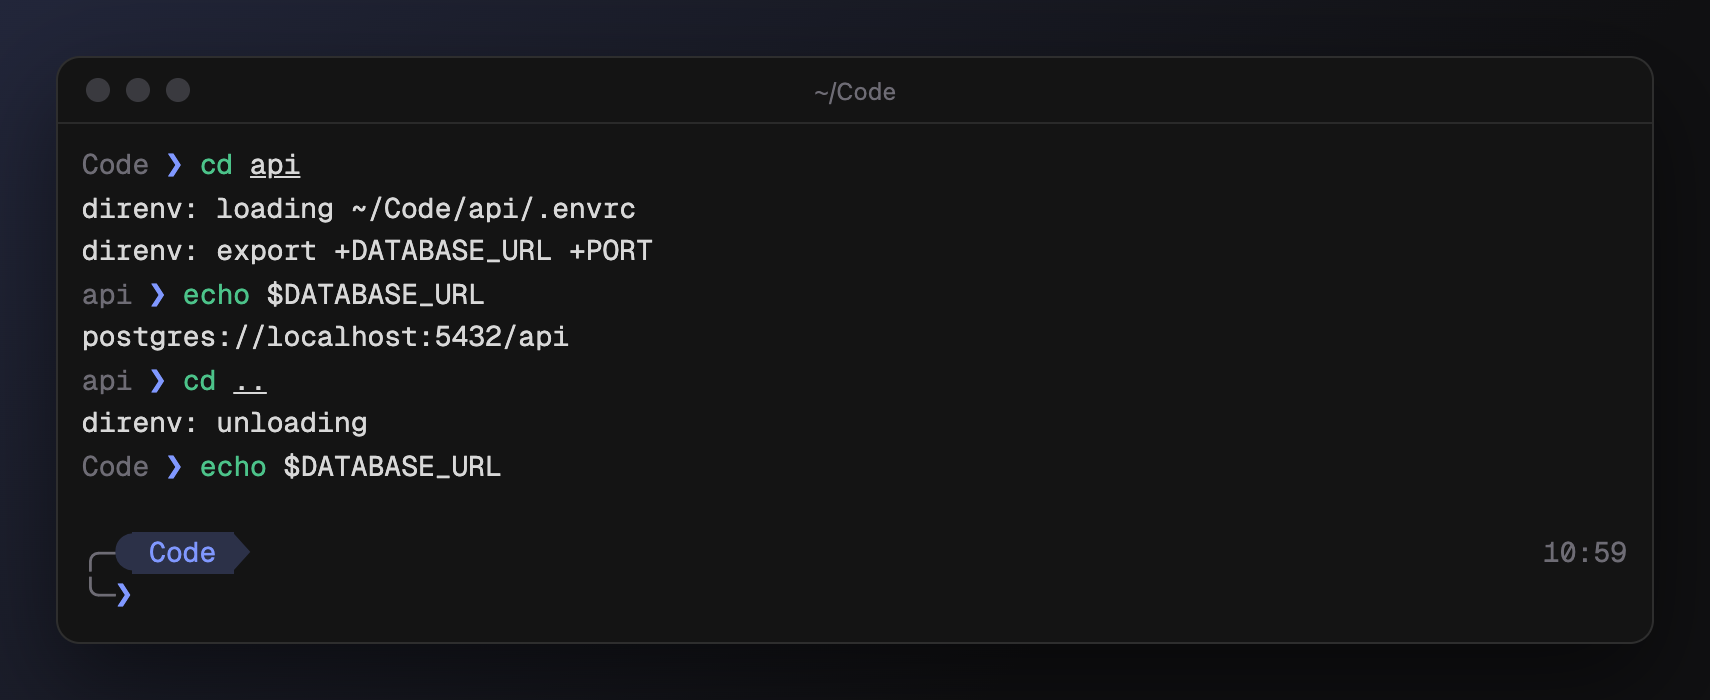 ~/Code
Code ❯ cd api
direnv: loading ~/Code/api/.envrc
direnv: export +DATABASE_URL +PORT
api ❯ echo $DATABASE_URL
postgres://localhost:5432/api
api ❯ cd ..
direnv: unloading
Code ❯ echo $DATABASE_URL
Code 10:59
❯